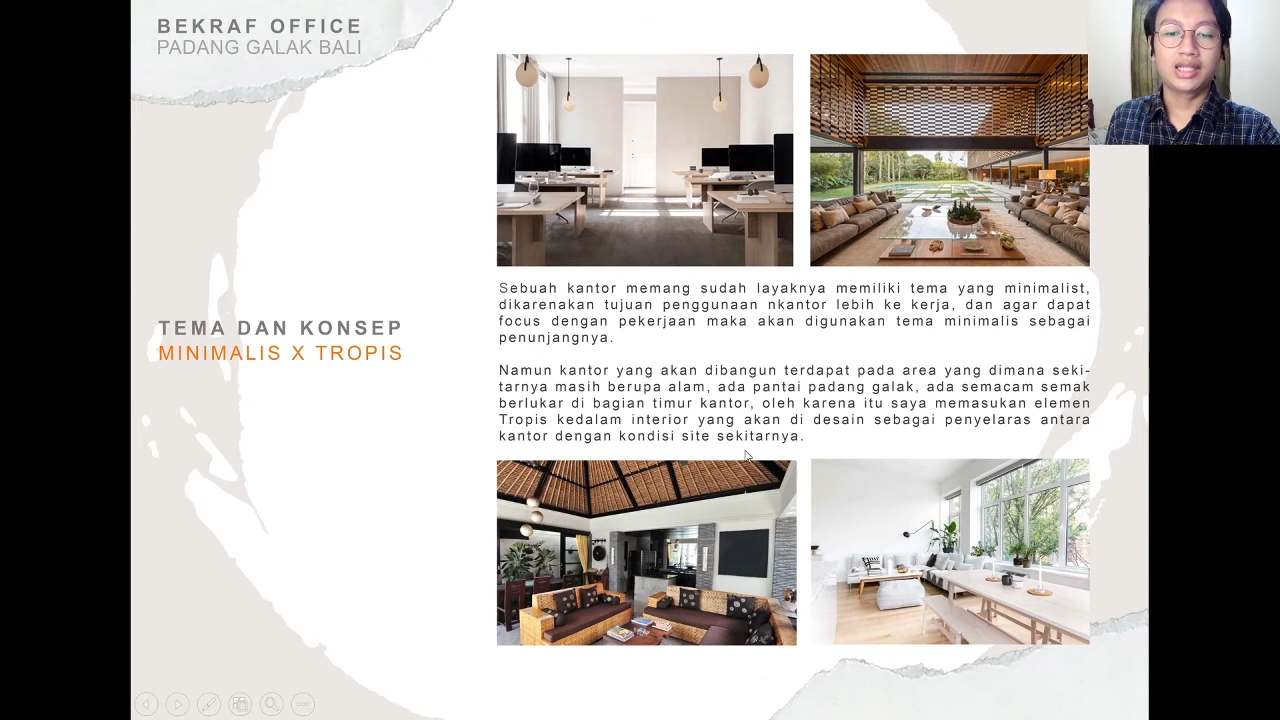 BEKRAF OFFICE
PADANG GALAK BALI
TEMA DAN KONSEP
MINIMALIS X TROPIS
Sebuah kantor memang sudah layaknya memiliki tema yang minimalist,
dikarenakan tujuan penggunaan nkantor lebih ke kerja, dan agar dapat
focus dengan pekerjaan maka akan digunakan tema minimalis sebagai
penunjangnya.
Namun kantor yang akan dibangun terdapat pada area yang dimana seki-
tarnya masih berupa alam, ada pantai padang galak, ada semacam semak
berlukar di bagian timur kantor, oleh karena itu saya memasukan elemen
Tropis kedalam interior yang akan di desain sebagai penyelaras antara
kantor dengan kondisi site sekitarnya.